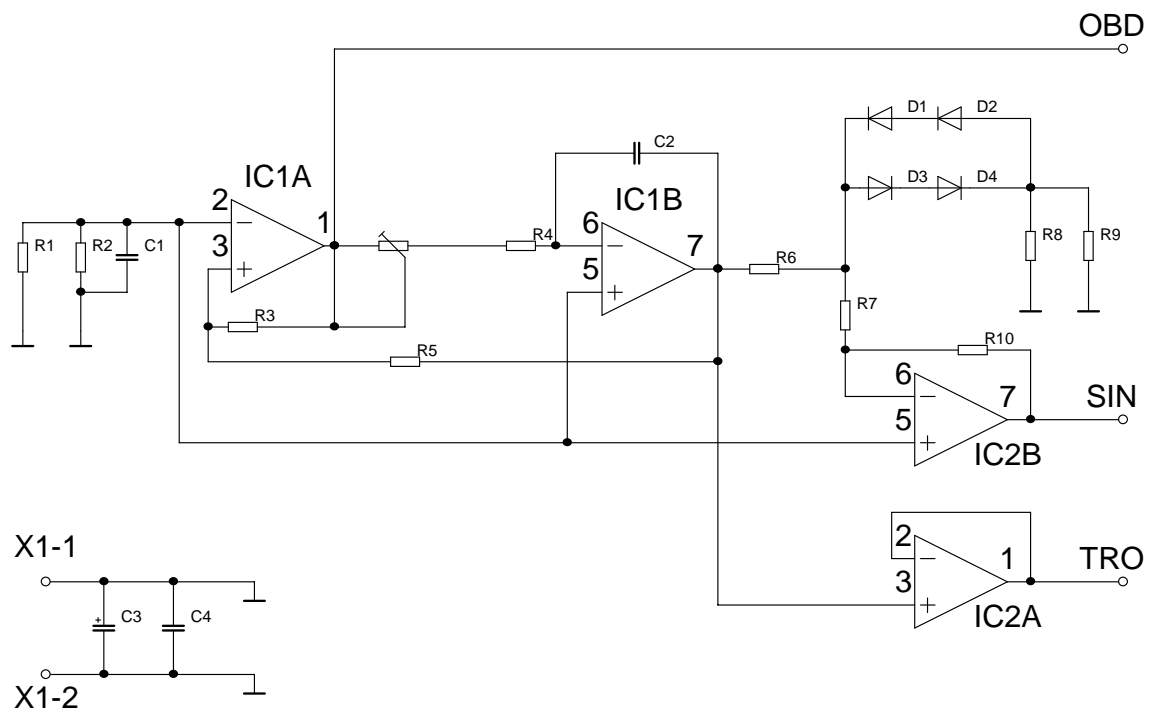 OBD
D1 D2
C2
IC1A
D3 D4
IC1B
2 1 6 7
R1 R2 C1 3 R4 5 R8 R9
R6
R7
R3
R5 R10
6 7 SIN
5
IC2B
X1-1
2 1 TRO
3
+ C3 C4 IC2A
X1-2